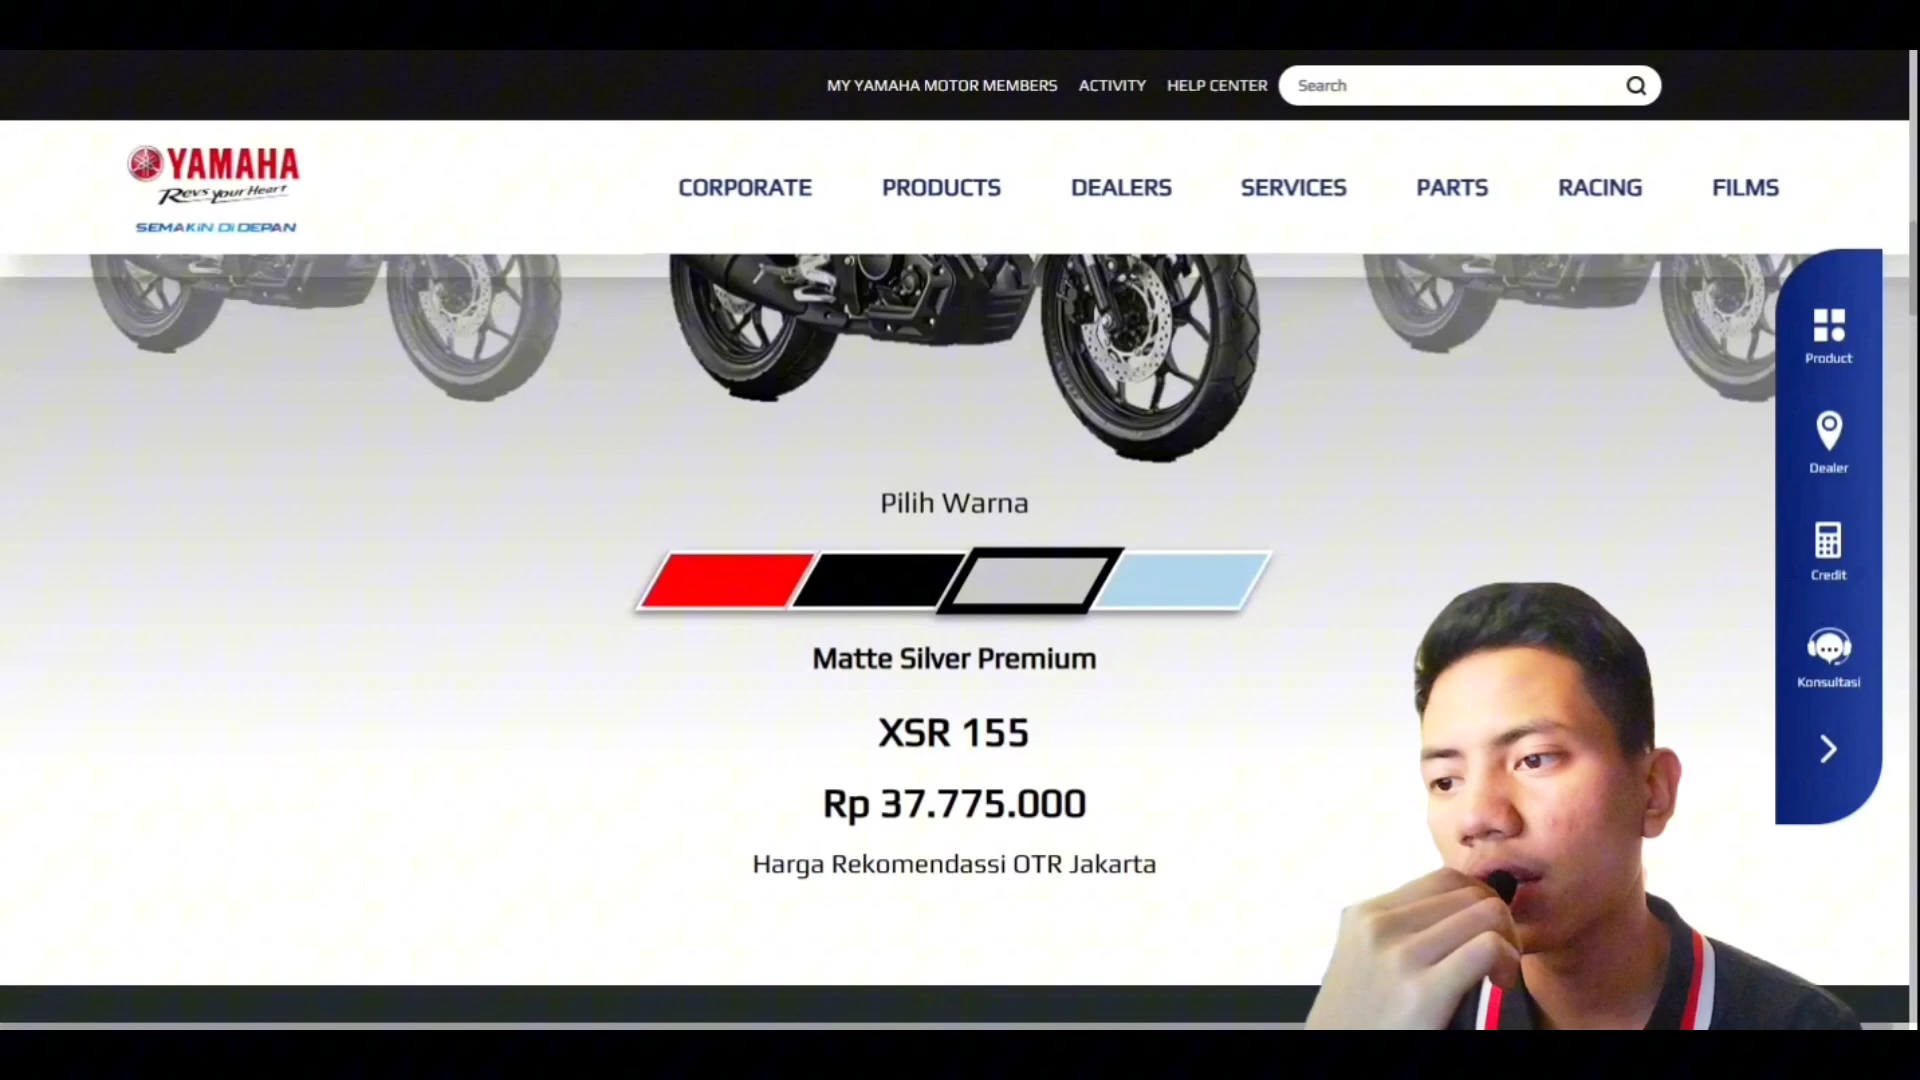 MY YAMAHA MOTOR MEMBERS ACTIVITY HELP CENTER Search
YAMAHA
Revs your Heart
SEMAKIN DI DEPAN
CORPORATE PRODUCTS DEALERS SERVICES PARTS RACING FILMS
Product
Dealer
Credit
Konsultasi
Pilih Warna
Matte Silver Premium
XSR 155
Rp 37.775.000
Harga Rekomendassi OTR Jakarta